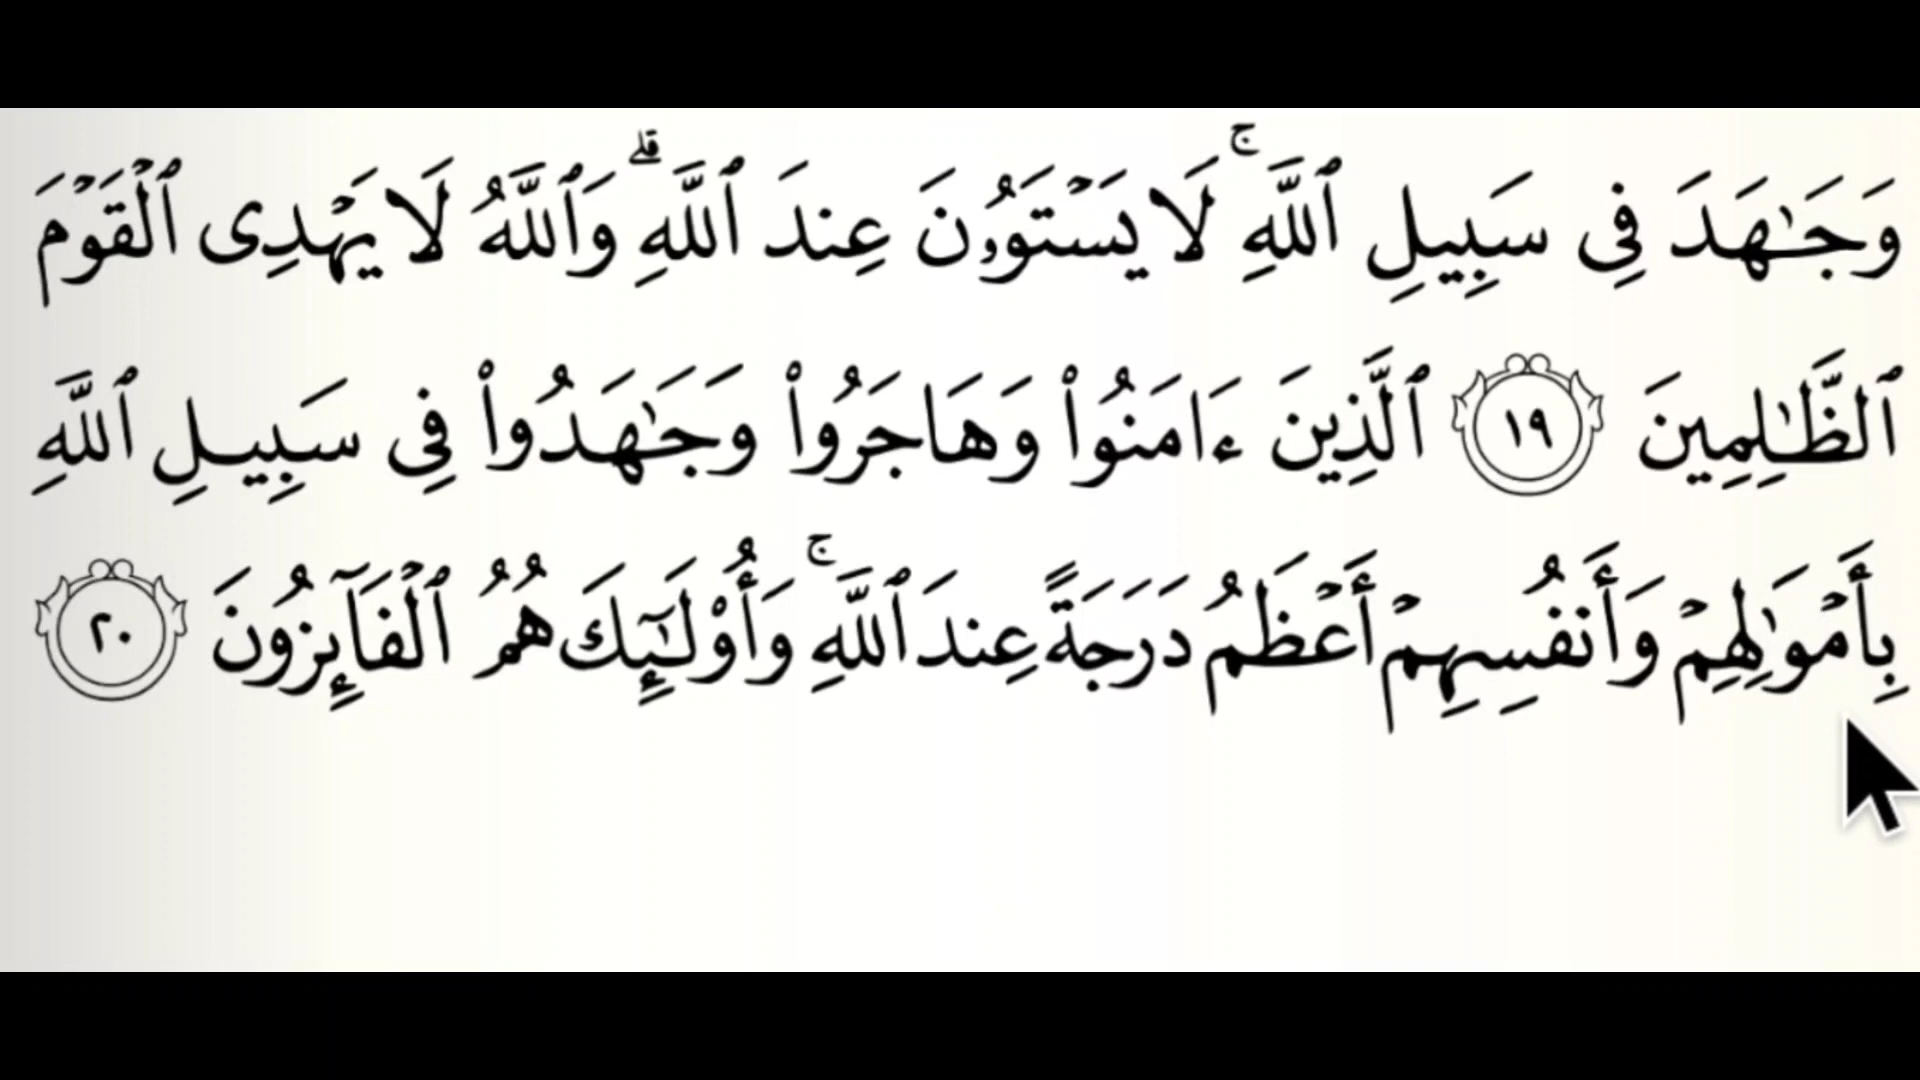 وَجَـٰهَدَ فِى سَبِيلِ ٱللَّهِ ۚ لَا يَسْتَوُۥنَ عِندَ ٱللَّهِ ۗ وَٱللَّهُ لَا يَهْدِى ٱلْقَوْمَ
ٱلظَّـٰلِمِينَ ١٩ ٱلَّذِينَ ءَامَنُوا۟ وَهَاجَرُوا۟ وَجَـٰهَدُوا۟ فِى سَبِيلِ ٱللَّهِ
بِأَمْوَٰلِهِمْ وَأَنفُسِهِمْ أَعْظَمُ دَرَجَةً عِندَ ٱللَّهِ ۚ وَأُو۟لَـٰٓئِكَ هُمُ ٱلْفَآئِزُونَ ٢٠